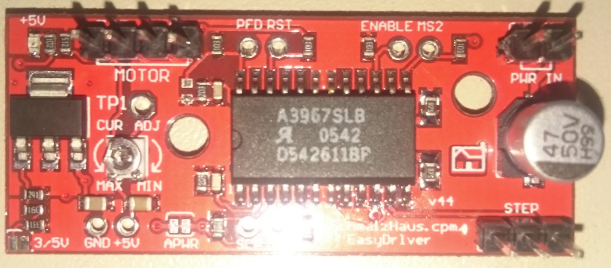 +5V
PFD RST
ENABLE MS2
MOTOR
PWR IN
TP1
CUR ADJ
A3967SLB
0542
D542611BP
47
50V
H99
MAX MIN
v44
STEP
3/5V
GND +5V
APWR
EasyDriver